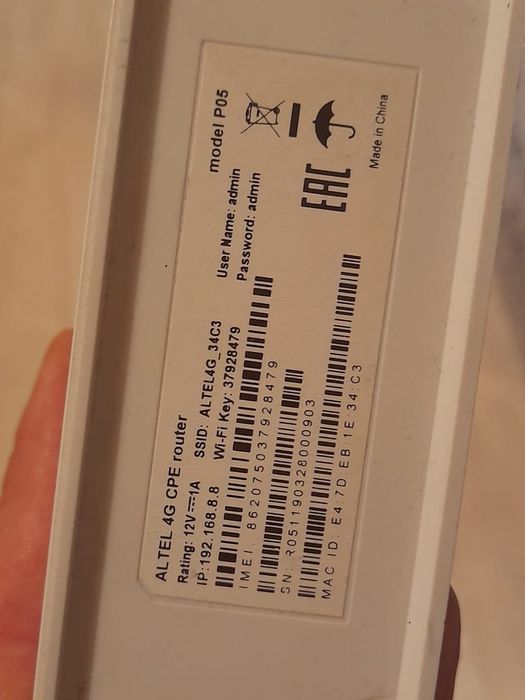 ALTEL 4G CPE router model P05
Rating: 12V⎓1A
IP:192.168.8.8 SSID: ALTEL4G_34C3 User Name: admin
Wi-Fi Key: 37928479 Password: admin
IMEI: 862075037928479
SN: R0511190328000903
MAC ID: E4:7D:EB:1E:34:C3
EAC
Made in China